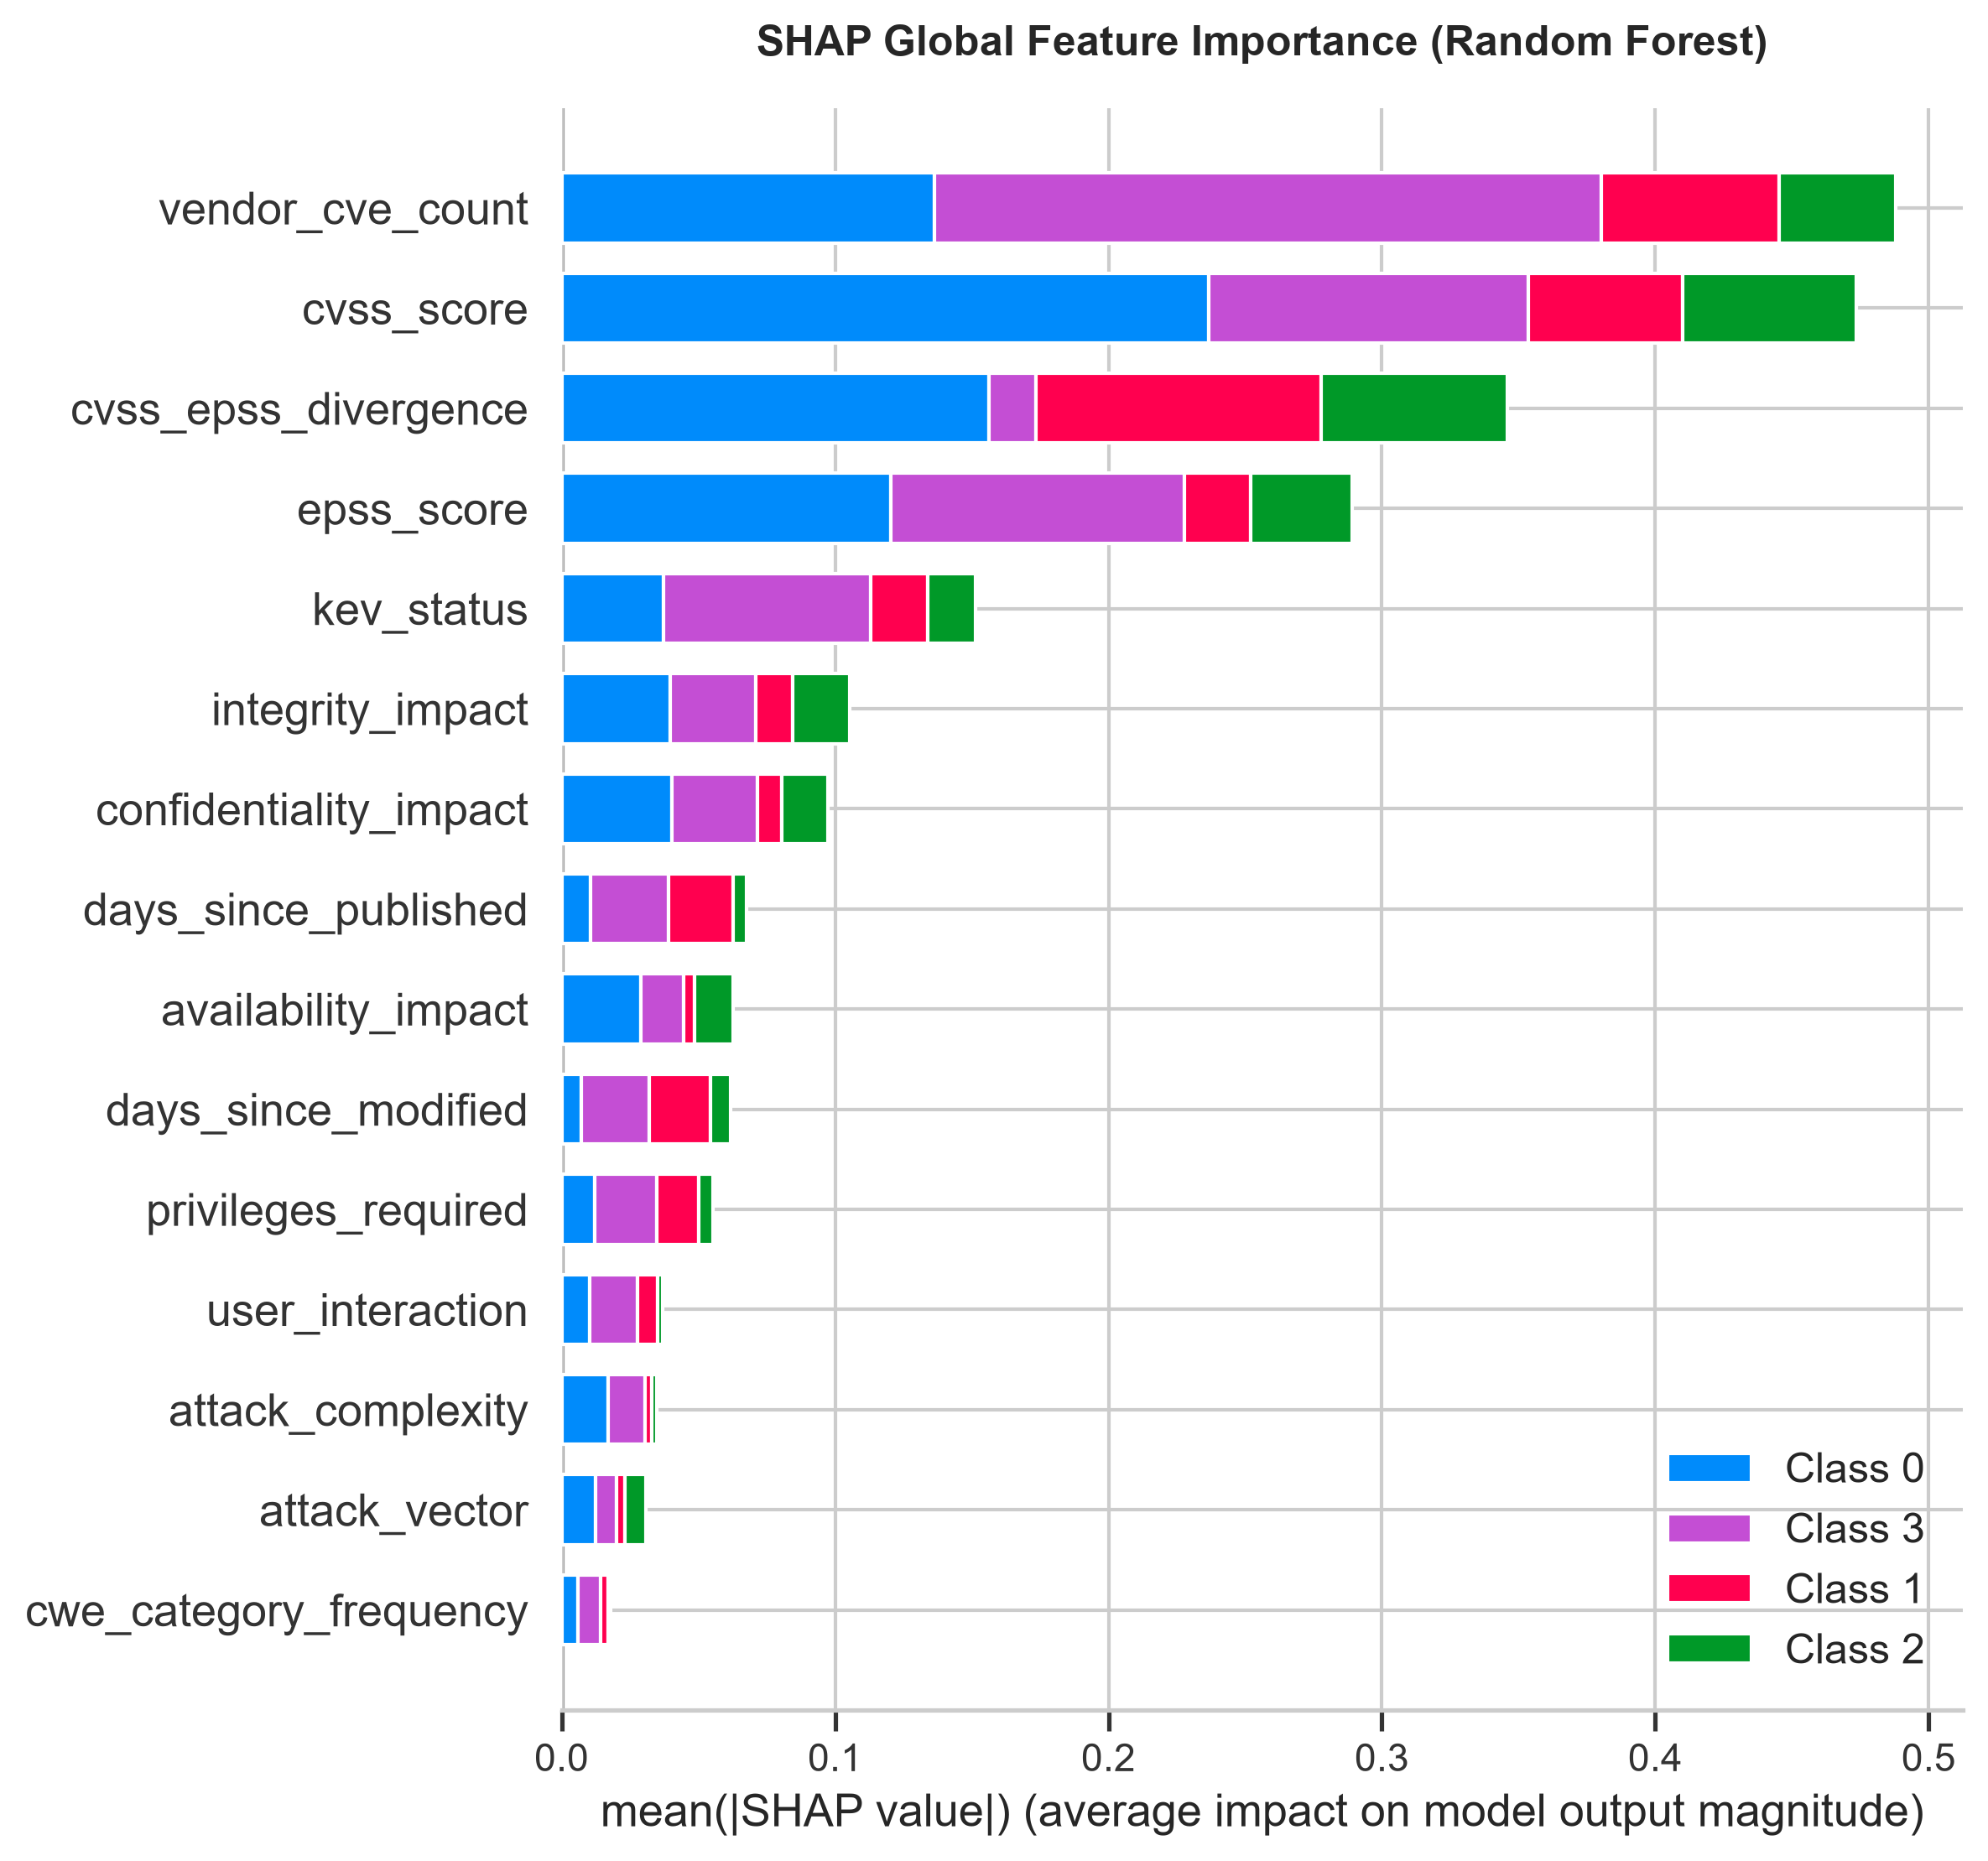 SHAP Global Feature Importance (Random Forest)
vendor_cve_count
cvss_score
cvss_epss_divergence
epss_score
kev_status
integrity_impact
confidentiality_impact
days_since_published
availability_impact
days_since_modified
privileges_required
user_interaction
attack_complexity
attack_vector
cwe_category_frequency
Class 0
Class 3
Class 1
Class 2
0.0 0.1 0.2 0.3 0.4 0.5
mean(|SHAP value|) (average impact on model output magnitude)